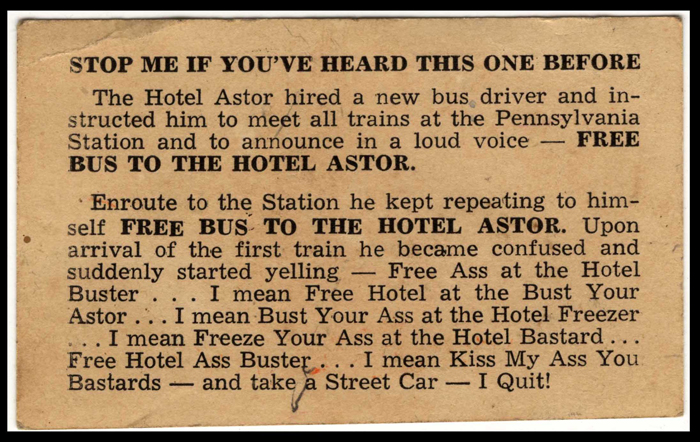 STOP ME IF YOU'VE HEARD THIS ONE BEFORE
The Hotel Astor hired a new bus driver and in-
structed him to meet all trains at the Pennsylvania
Station and to announce in a loud voice — FREE
BUS TO THE HOTEL ASTOR.
Enroute to the Station he kept repeating to him-
self FREE BUS TO THE HOTEL ASTOR. Upon
arrival of the first train he became confused and
suddenly started yelling — Free Ass at the Hotel
Buster . . . I mean Free Hotel at the Bust Your
Astor . . . I mean Bust Your Ass at the Hotel Freezer
. . . I mean Freeze Your Ass at the Hotel Bastard . . .
Free Hotel Ass Buster . . . I mean Kiss My Ass You
Bastards — and take a Street Car — I Quit!